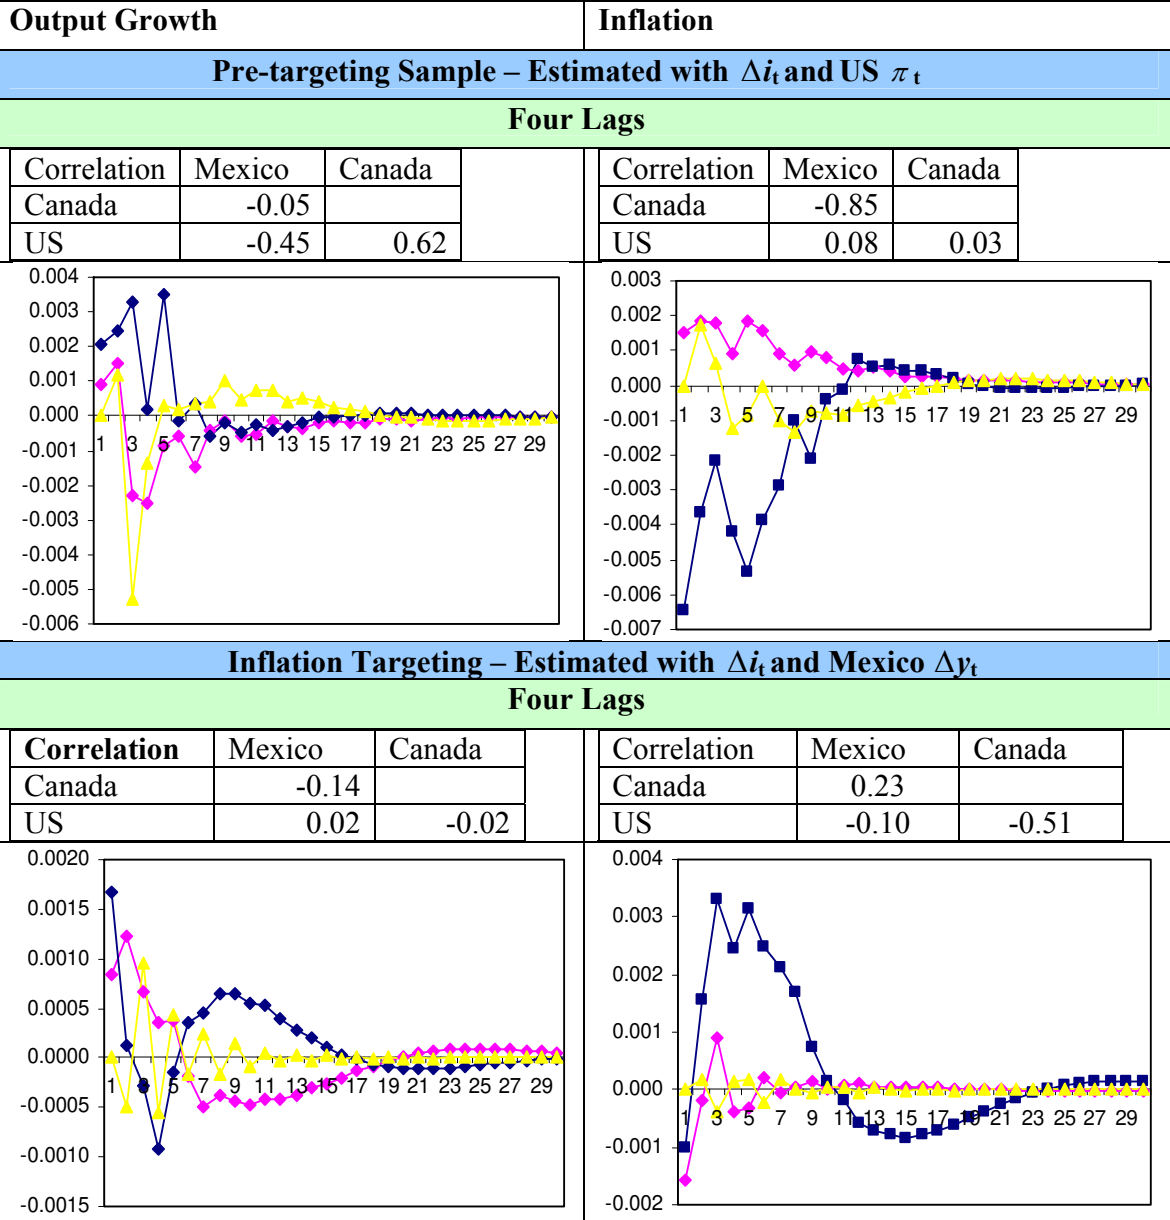 Output Growth
Inflation
Pre-targeting Sample – Estimated with Δi_t and US π_t
Four Lags
Correlation Mexico Canada
Canada -0.05
US -0.45 0.62
Correlation Mexico Canada
Canada -0.85
US 0.08 0.03
0.004
0.003
0.002
0.001
0.000
-0.001
-0.002
-0.003
-0.004
-0.005
-0.006
1 3 5 7 9 11 13 15 17 19 21 23 25 27 29
0.003
0.002
0.001
0.000
-0.001
-0.002
-0.003
-0.004
-0.005
-0.006
-0.007
1 3 5 7 9 11 13 15 17 19 21 23 25 27 29
Inflation Targeting – Estimated with Δi_t and Mexico Δy_t
Four Lags
Correlation Mexico Canada
Canada -0.14
US 0.02 -0.02
Correlation Mexico Canada
Canada 0.23
US -0.10 -0.51
0.0020
0.0015
0.0010
0.0005
0.0000
-0.0005
-0.0010
-0.0015
1 3 5 7 9 11 13 15 17 19 21 23 25 27 29
0.004
0.003
0.002
0.001
0.000
-0.001
-0.002
1 3 5 7 9 11 13 15 17 19 21 23 25 27 29